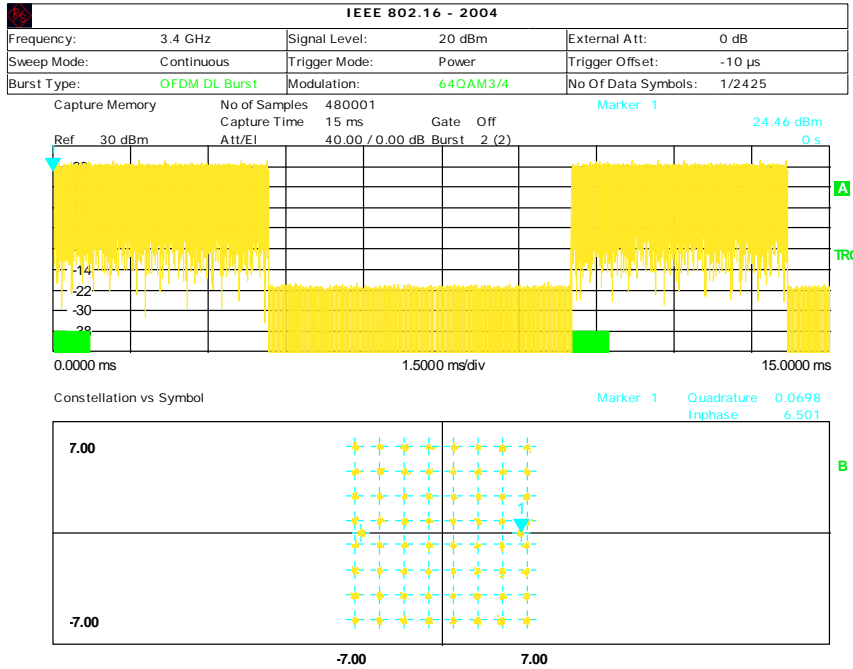 IEEE 802.16 - 2004
Frequency: 3.4 GHz Signal Level: 20 dBm External Att: 0 dB
Sweep Mode: Continuous Trigger Mode: Power Trigger Offset: -10 µs
Burst Type: OFDM DL Burst Modulation: 64QAM3/4 No Of Data Symbols: 1/2425
Capture Memory No of Samples 480001 Marker 1
Capture Time 15 ms Gate Off 24.46 dBm
Ref 30 dBm Att/El 40.00 / 0.00 dB Burst 2 (2) 0 s
A
TRG
-14
-22
-30
-38
0.0000 ms 1.5000 ms/div 15.0000 ms
Constellation vs Symbol Marker 1 Quadrature 0.0698
Inphase 6.501
7.00
B
1
-7.00
-7.00 7.00